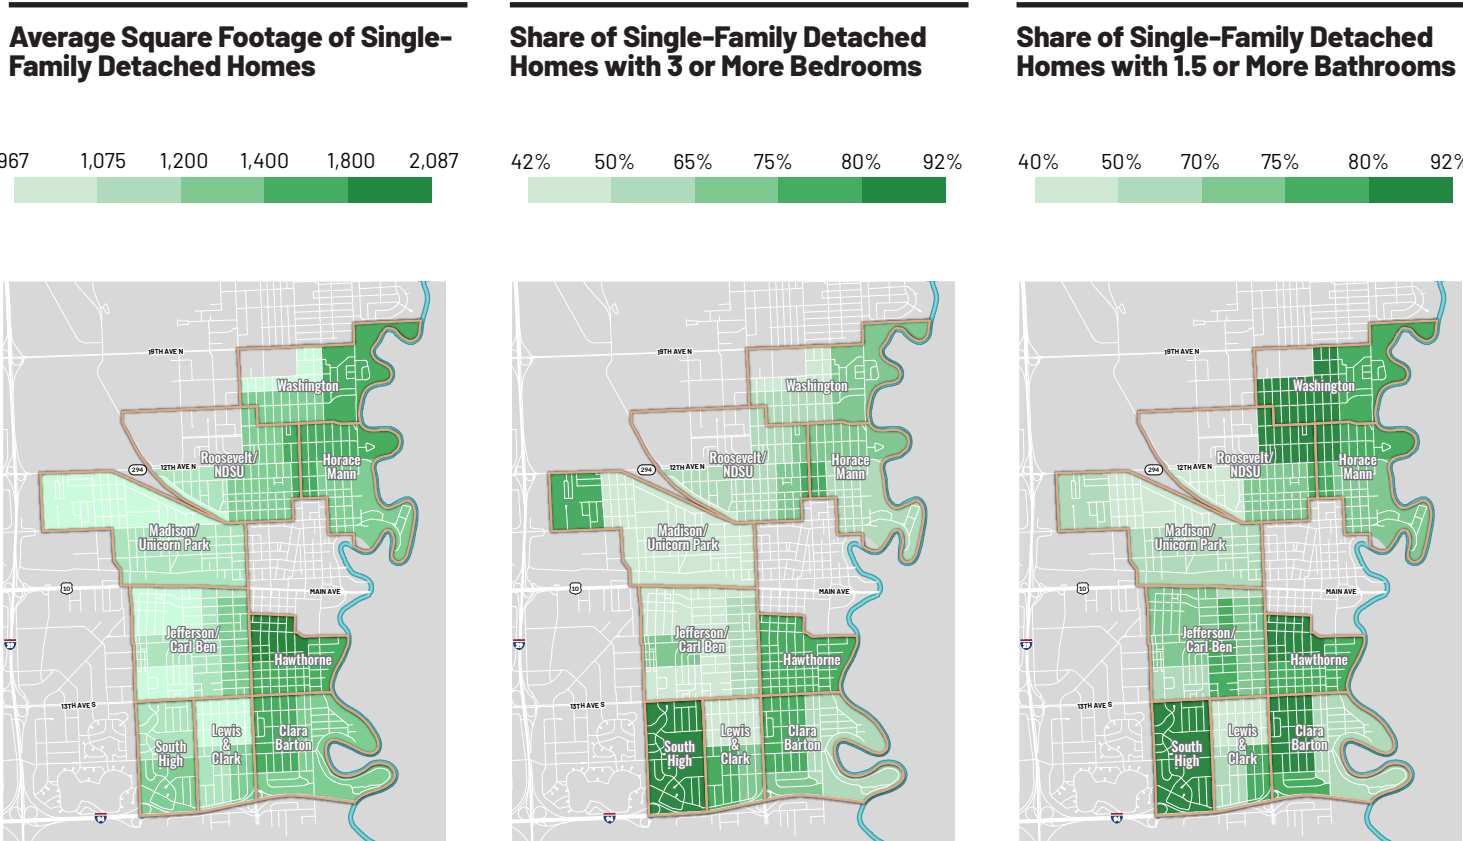 Average Square Footage of Single-
Family Detached Homes
967 1,075 1,200 1,400 1,800 2,087
19TH AVE N
Washington
Roosevelt/
NDSU
294
12TH AVE N
Horace
Mann
Madison/
Unicorn Park
10
MAIN AVE
Jefferson/
Carl Ben
Hawthorne
29
13TH AVE S
South
High
Lewis
&
Clark
Clara
Barton
94
Share of Single-Family Detached
Homes with 3 or More Bedrooms
42% 50% 65% 75% 80% 92%
19TH AVE N
Washington
Roosevelt/
NDSU
294
12TH AVE N
Horace
Mann
Madison/
Unicorn Park
10
MAIN AVE
Jefferson/
Carl Ben
Hawthorne
29
13TH AVE S
South
High
Lewis
&
Clark
Clara
Barton
94
Share of Single-Family Detached
Homes with 1.5 or More Bathrooms
40% 50% 70% 75% 80% 92%
19TH AVE N
Washington
Roosevelt/
NDSU
294
12TH AVE N
Horace
Mann
Madison/
Unicorn Park
10
MAIN AVE
Jefferson/
Carl Ben
Hawthorne
29
13TH AVE S
South
High
Lewis
&
Clark
Clara
Barton
94